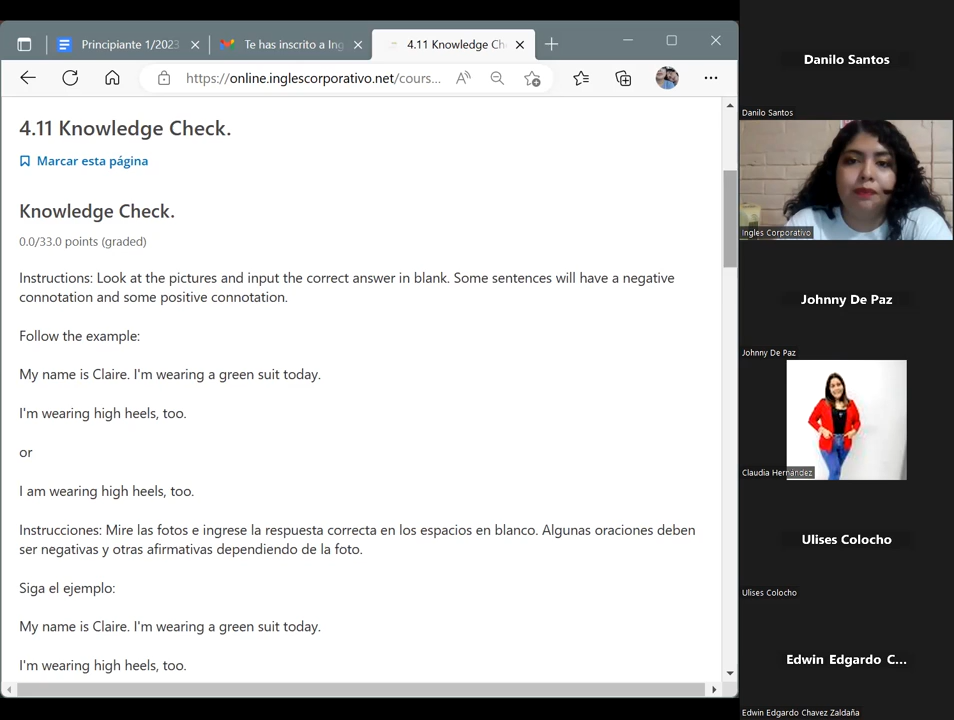 Principiante 1/2023
Te has inscrito a Ing
4.11 Knowledge Ch
https://online.inglescorporativo.net/cours...
4.11 Knowledge Check.
Marcar esta página
Knowledge Check.
0.0/33.0 points (graded)
Instructions: Look at the pictures and input the correct answer in blank. Some sentences will have a negative
connotation and some positive connotation.
Follow the example:
My name is Claire. I'm wearing a green suit today.
I'm wearing high heels, too.
or
I am wearing high heels, too.
Instrucciones: Mire las fotos e ingrese la respuesta correcta en los espacios en blanco. Algunas oraciones deben
ser negativas y otras afirmativas dependiendo de la foto.
Siga el ejemplo:
My name is Claire. I'm wearing a green suit today.
I'm wearing high heels, too.
Danilo Santos
Danilo Santos
Ingles Corporativo
Johnny De Paz
Johnny De Paz
Claudia Hernández
Ulises Colocho
Ulises Colocho
Edwin Edgardo C...
Edwin Edgardo Chavez Zaldaña